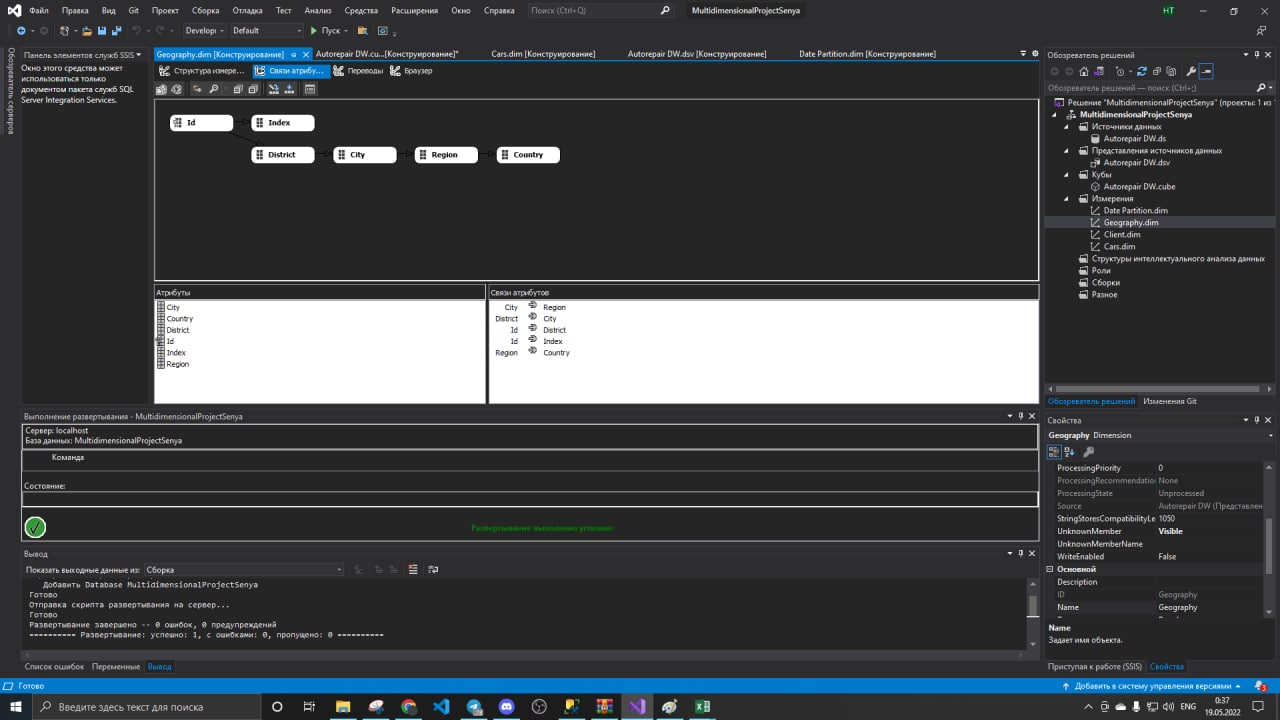 Файл Правка Вид Git Проект Сборка Отладка Тест Анализ Средства Расширения Окно Справка Поиск (Ctrl+Q) MultidimensionalProjectSenya НТ
Develop Default Пуск
Обозреватель серверов
Панель элементов служб SSIS
Окно этого средства может
использоваться только
документом пакета служб SQL
Server Integration Services.
Geography.dim [Конструирование] Autorepair DW.cu...[Конструирование]* Cars.dim [Конструирование] Autorepair DW.dsv [Конструирование] Date Partition.dim [Конструирование]
Структура измере... Связи атрибу... Переводы Браузер
Id Index
District City Region Country
Атрибуты
City
Country
District
Id
Index
Region
Связи атрибутов
City Region
District City
Id District
Id Index
Region Country
Выполнение развертывания - MultidimensionalProjectSenya
Сервер: localhost
База данных: MultidimensionalProjectSenya
Команда
Состояние:
Развертывание выполнено успешно
Вывод
Показать выходные данные из: Сборка
Добавить Database MultidimensionalProjectSenya
Готово
Отправка скрипта развертывания на сервер...
Готово
Развертывание завершено -- 0 ошибок, 0 предупреждений
========== Развертывание: успешно: 1, с ошибками: 0, пропущено: 0 ==========
Список ошибок Переменные Вывод
Обозреватель решений
Обозреватель решений — поиск (Ctrl+;)
Решение "MultidimensionalProjectSenya" (проекты: 1 из
MultidimensionalProjectSenya
Источники данных
Autorepair DW.ds
Представления источников данных
Autorepair DW.dsv
Кубы
Autorepair DW.cube
Измерения
Date Partition.dim
Geography.dim
Client.dim
Cars.dim
Структуры интеллектуального анализа данных
Роли
Сборки
Разное
Обозреватель решений Изменения Git
Свойства
Geography Dimension
ProcessingPriority 0
ProcessingRecommendation None
ProcessingState Unprocessed
Source Autorepair DW (Представлен
StringStoresCompatibilityLe 1050
UnknownMember Visible
UnknownMemberName
WriteEnabled False
Основной
Description
ID Geography
Name Geography
Name
Задает имя объекта.
Приступая к работе (SSIS) Свойства
Готово Добавить в систему управления версиями 3
Введите здесь текст для поиска ENG 0:37
19.05.2022